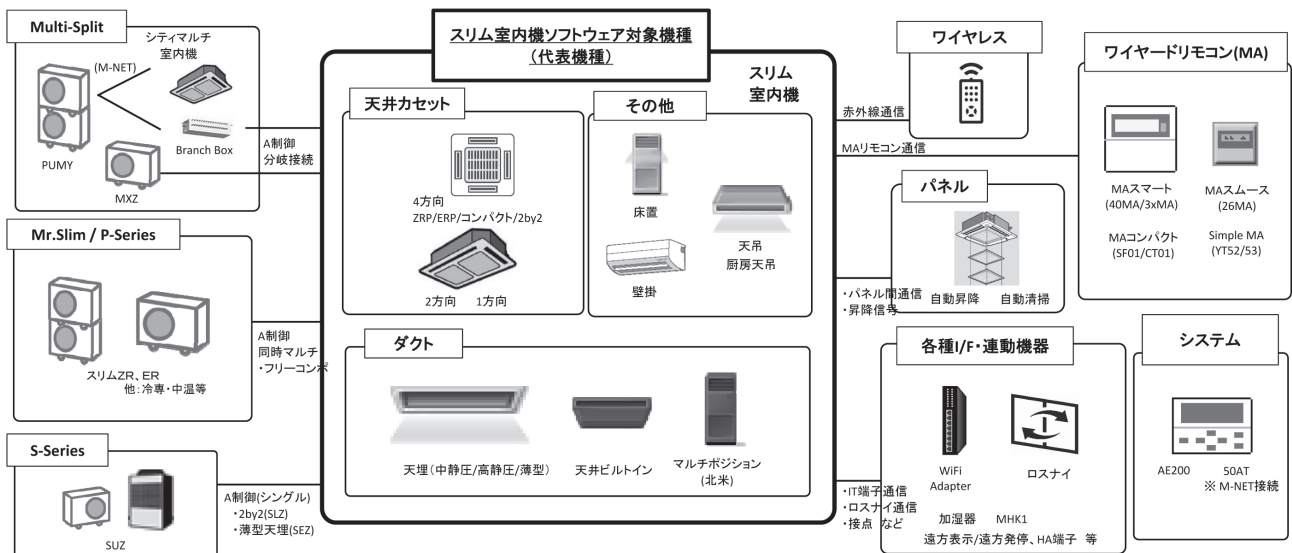 Multi-Split
シティマルチ
室内機
(M-NET)
PUMY
Branch Box
MXZ
A制御
分岐接続
Mr.Slim / P-Series
スリムZR、ER
他：冷専・中温等
A制御
同時マルチ
・フリーコンポ
S-Series
SUZ
A制御(シングル)
・2by2(SLZ)
・薄型天埋(SEZ)
スリム室内機ソフトウェア対象機種
（代表機種）
スリム
室内機
天井カセット
4方向
ZRP/ERP/コンパクト/2by2
2方向 1方向
その他
床置
天吊
厨房天吊
壁掛
ダクト
天埋（中静圧/高静圧/薄型）
天井ビルトイン
マルチポジション
(北米)
ワイヤレス
赤外線通信
MAリモコン通信
ワイヤードリモコン(MA)
MAスマート
(40MA/3xMA)
MAスムース
(26MA)
MAコンパクト
(SF01/CT01)
Simple MA
(YT52/53)
パネル
・パネル間通信
・昇降信号
自動昇降 自動清掃
各種I/F・連動機器
WiFi
Adapter
ロスナイ
・IT端子通信
・ロスナイ通信
・接点 など
加湿器 MHK1
遠方表示/遠方発停、HA端子 等
システム
AE200 50AT
※ M-NET接続